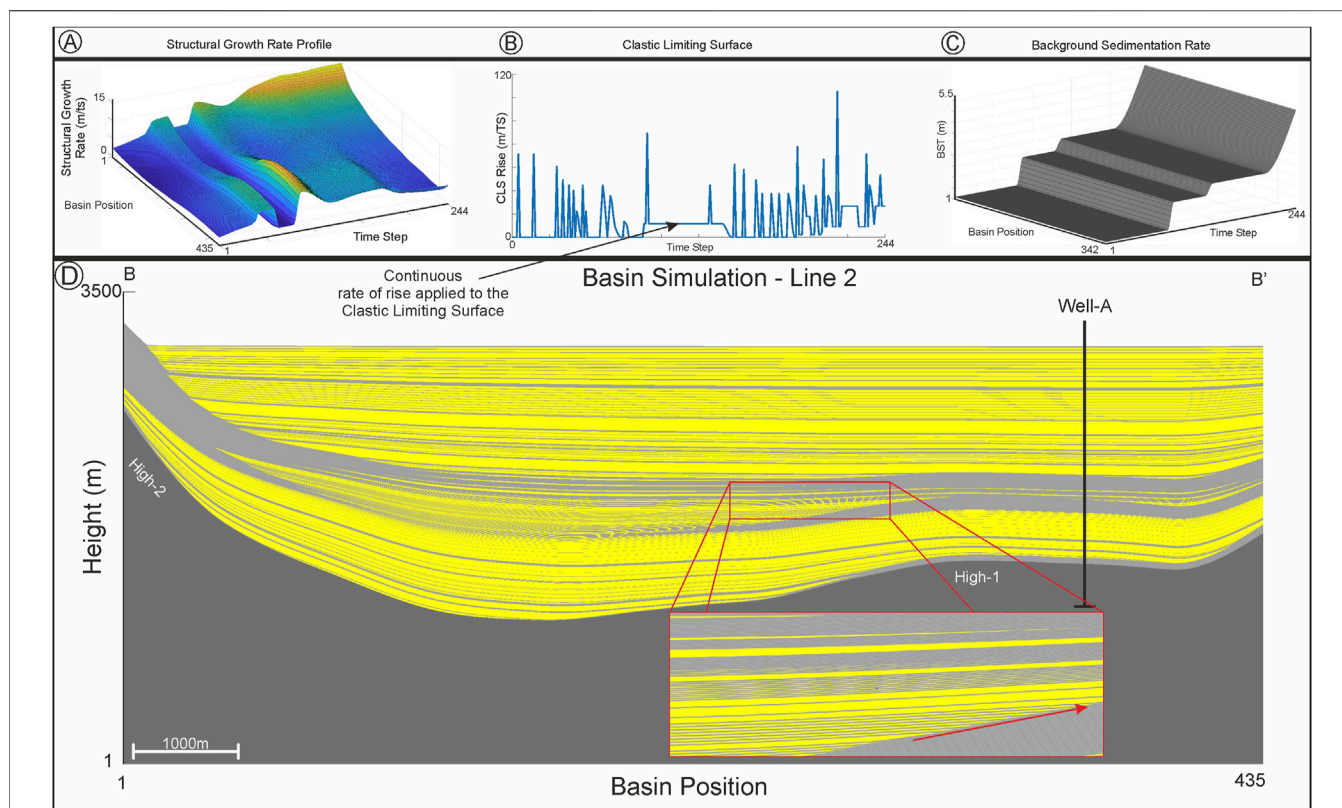 A
Structural Growth Rate Profile
B
Clastic Limiting Surface
C
Background Sedimentation Rate
Structural Growth
Rate (m/ts)
15
0
1
Basin Position
435
1
Time Step
244
CLS Rise (m/TS)
120
0
0
Time Step
244
5.5
BST (m)
1
Basin Position
342
1
Time Step
244
Continuous
rate of rise applied to the
Clastic Limiting Surface
D
B
Basin Simulation - Line 2
B'
3500
Well-A
Height (m)
High-2
High-1
1000m
1
1
Basin Position
435